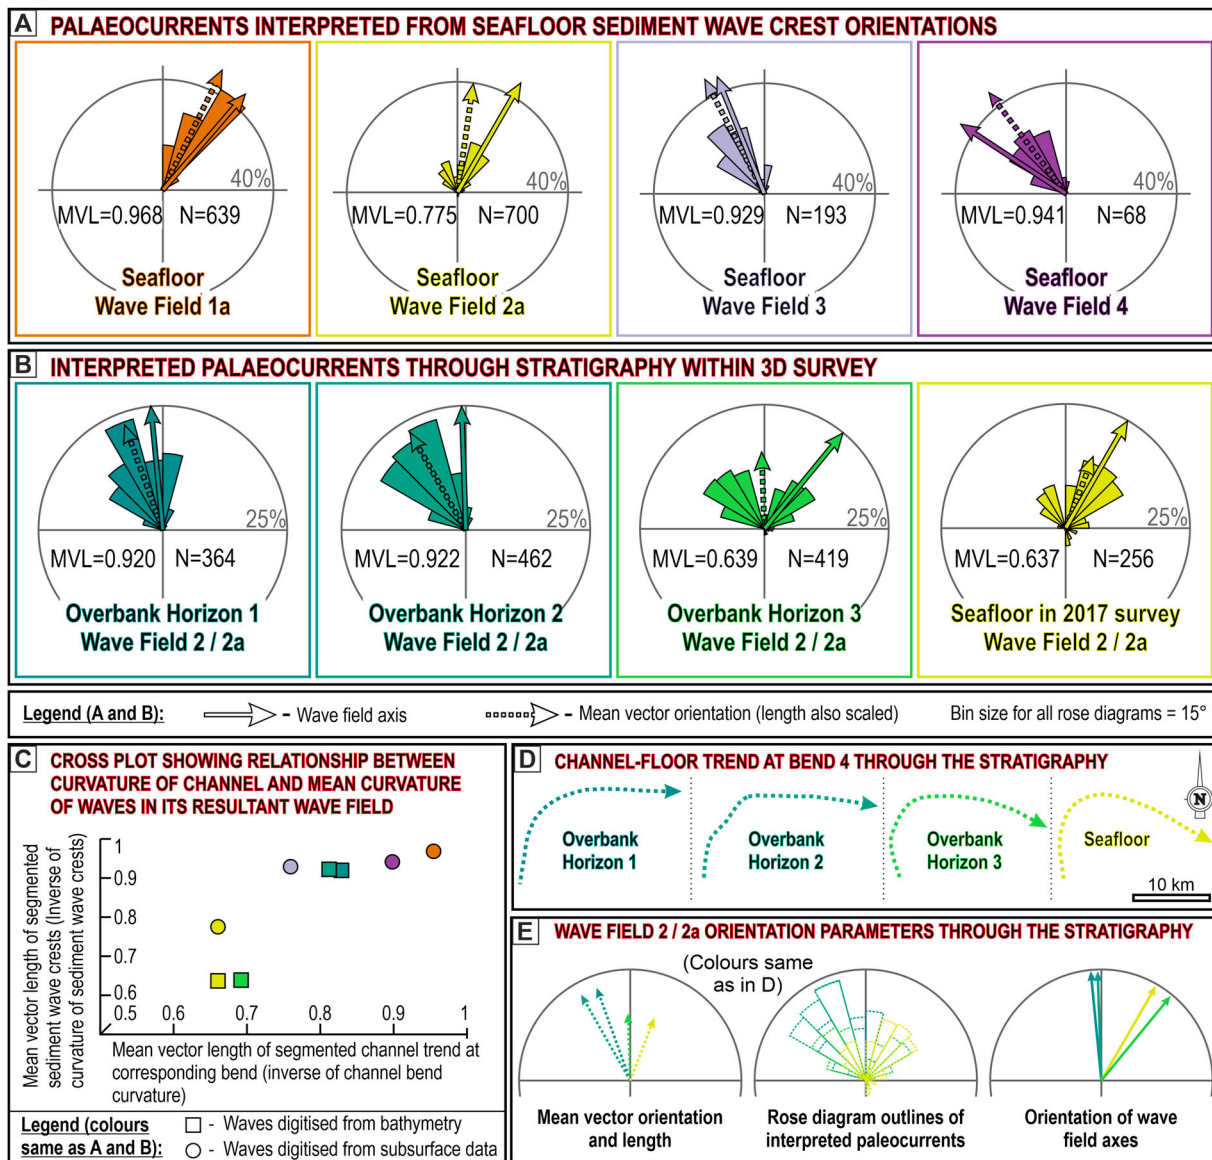 A PALAEOCURRENTS INTERPRETED FROM SEAFLOOR SEDIMENT WAVE CREST ORIENTATIONS
40%
MVL=0.968 N=639
Seafloor
Wave Field 1a
40%
MVL=0.775 N=700
Seafloor
Wave Field 2a
40%
MVL=0.929 N=193
Seafloor
Wave Field 3
40%
MVL=0.941 N=68
Seafloor
Wave Field 4
B INTERPRETED PALAEOCURRENTS THROUGH STRATIGRAPHY WITHIN 3D SURVEY
25%
MVL=0.920 N=364
Overbank Horizon 1
Wave Field 2 / 2a
25%
MVL=0.922 N=462
Overbank Horizon 2
Wave Field 2 / 2a
25%
MVL=0.639 N=419
Overbank Horizon 3
Wave Field 2 / 2a
25%
MVL=0.637 N=256
Seafloor in 2017 survey
Wave Field 2 / 2a
Legend (A and B): - Wave field axis - Mean vector orientation (length also scaled) Bin size for all rose diagrams = 15°
C CROSS PLOT SHOWING RELATIONSHIP BETWEEN
CURVATURE OF CHANNEL AND MEAN CURVATURE
OF WAVES IN ITS RESULTANT WAVE FIELD
Mean vector length of segmented
sediment wave crests (Inverse of
curvature of sediment wave crests)
1
0.9
0.8
0.7
0.6
0.5 0.6 0.7 0.8 0.9 1
Mean vector length of segmented channel trend at
corresponding bend (inverse of channel bend
curvature)
Legend (colours
same as A and B):
- Waves digitised from bathymetry
- Waves digitised from subsurface data
D CHANNEL-FLOOR TREND AT BEND 4 THROUGH THE STRATIGRAPHY
N
Overbank
Horizon 1
Overbank
Horizon 2
Overbank
Horizon 3
Seafloor
10 km
E WAVE FIELD 2 / 2a ORIENTATION PARAMETERS THROUGH THE STRATIGRAPHY
(Colours same
as in D)
Mean vector orientation
and length
Rose diagram outlines of
interpreted paleocurrents
Orientation of wave
field axes